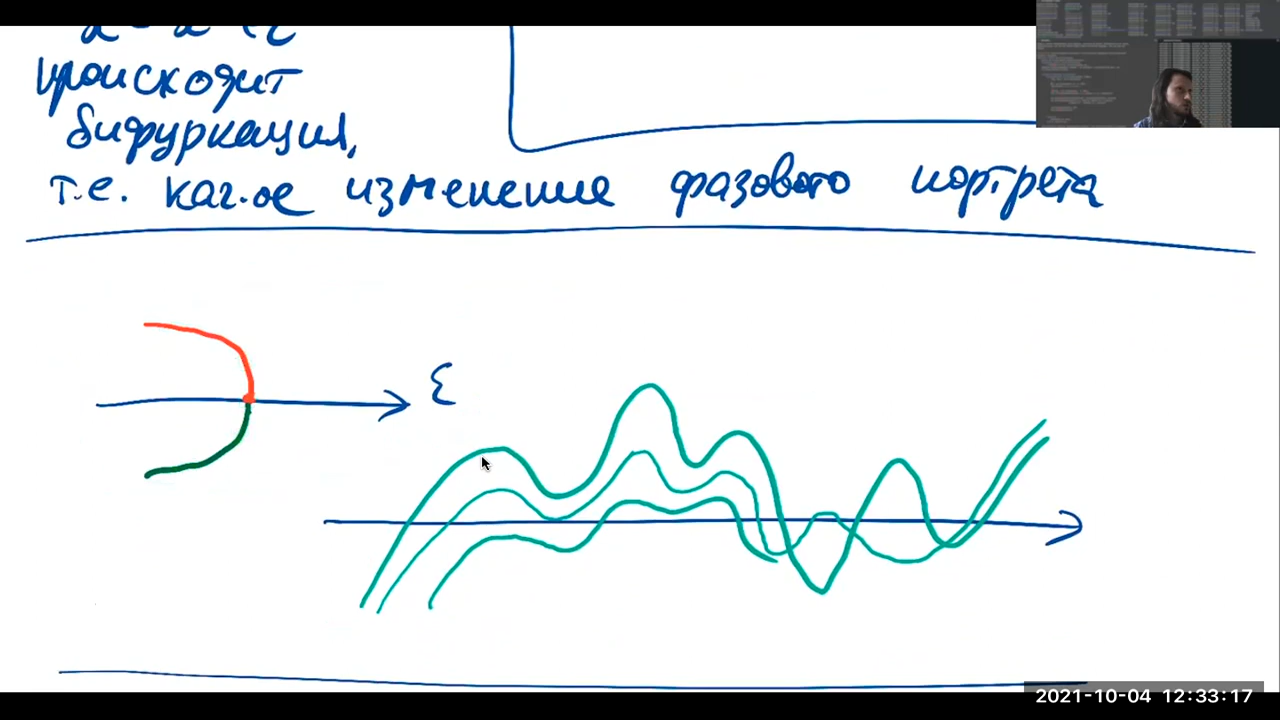 происходит
бифуркация,
т.е. кач.ое изменение фазового портрета
ε
2021-10-04 12:33:17